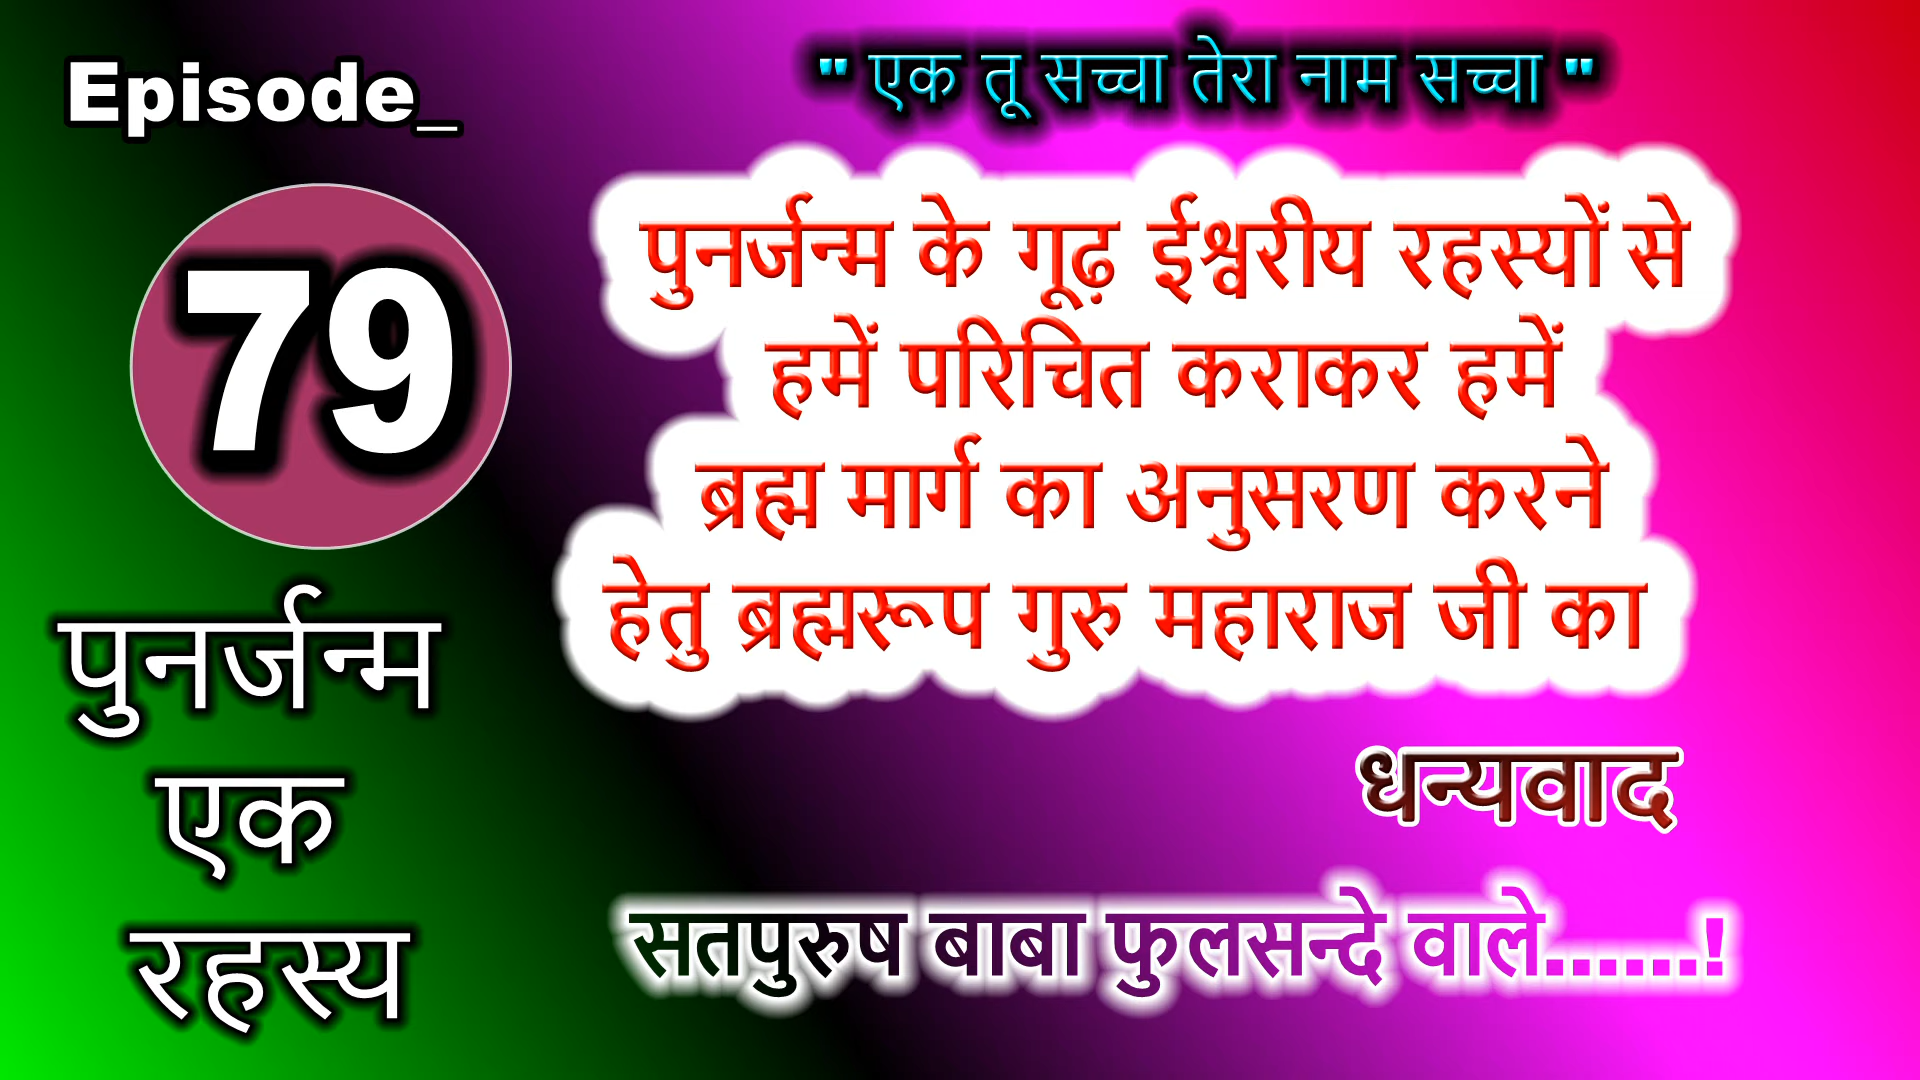 Episode_
79
पुनर्जन्म
एक
रहस्य
" एक तू सच्चा तेरा नाम सच्चा "
पुनर्जन्म के गूढ़ ईश्वरीय रहस्यों से
हमें परिचित कराकर हमें
ब्रह्म मार्ग का अनुसरण करने
हेतु ब्रह्मरूप गुरु महाराज जी का
धन्यवाद
सतपुरुष बाबा फुलसन्दे वाले......!